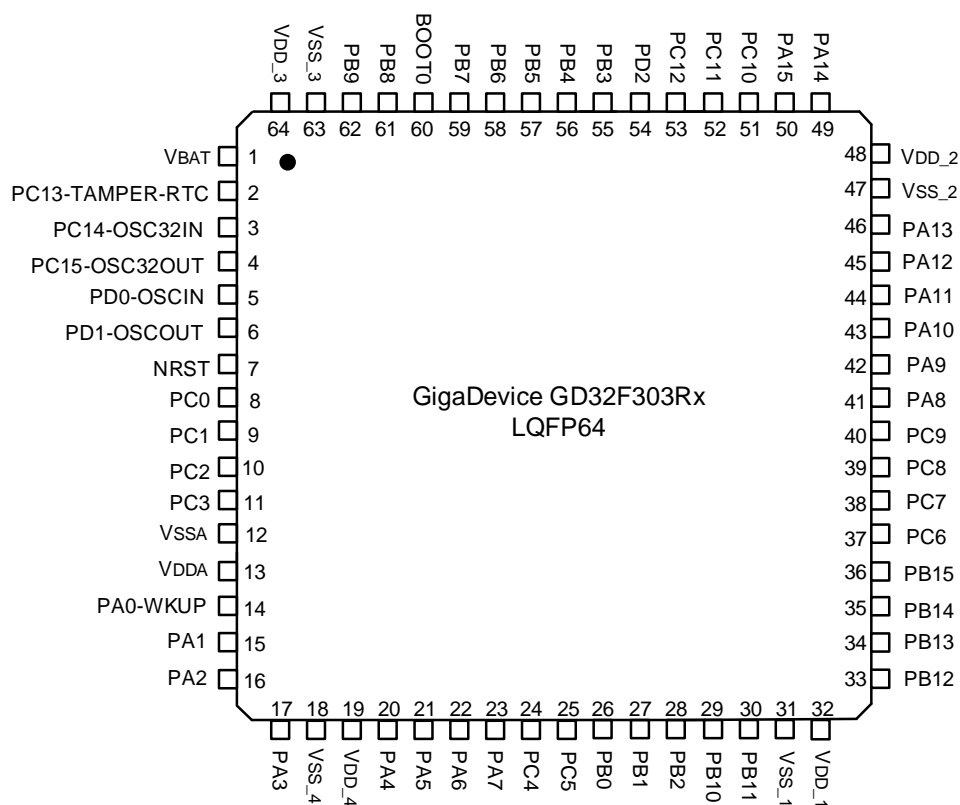 VDD_3 VSS_3 PB9 PB8 BOOT0 PB7 PB6 PB5 PB4 PB3 PD2 PC12 PC11 PC10 PA15 PA14
64 63 62 61 60 59 58 57 56 55 54 53 52 51 50 49
VBAT 1 48 VDD_2
PC13-TAMPER-RTC 2 47 VSS_2
PC14-OSC32IN 3 46 PA13
PC15-OSC32OUT 4 45 PA12
PD0-OSCIN 5 44 PA11
PD1-OSCOUT 6 43 PA10
NRST 7 42 PA9
PC0 8 41 PA8
GigaDevice GD32F303Rx
LQFP64
PC1 9 40 PC9
PC2 10 39 PC8
PC3 11 38 PC7
VSSA 12 37 PC6
VDDA 13 36 PB15
PA0-WKUP 14 35 PB14
PA1 15 34 PB13
PA2 16 33 PB12
17 18 19 20 21 22 23 24 25 26 27 28 29 30 31 32
PA3 VSS_4 VDD_4 PA4 PA5 PA6 PA7 PC4 PC5 PB0 PB1 PB2 PB10 PB11 VSS_1 VDD_1